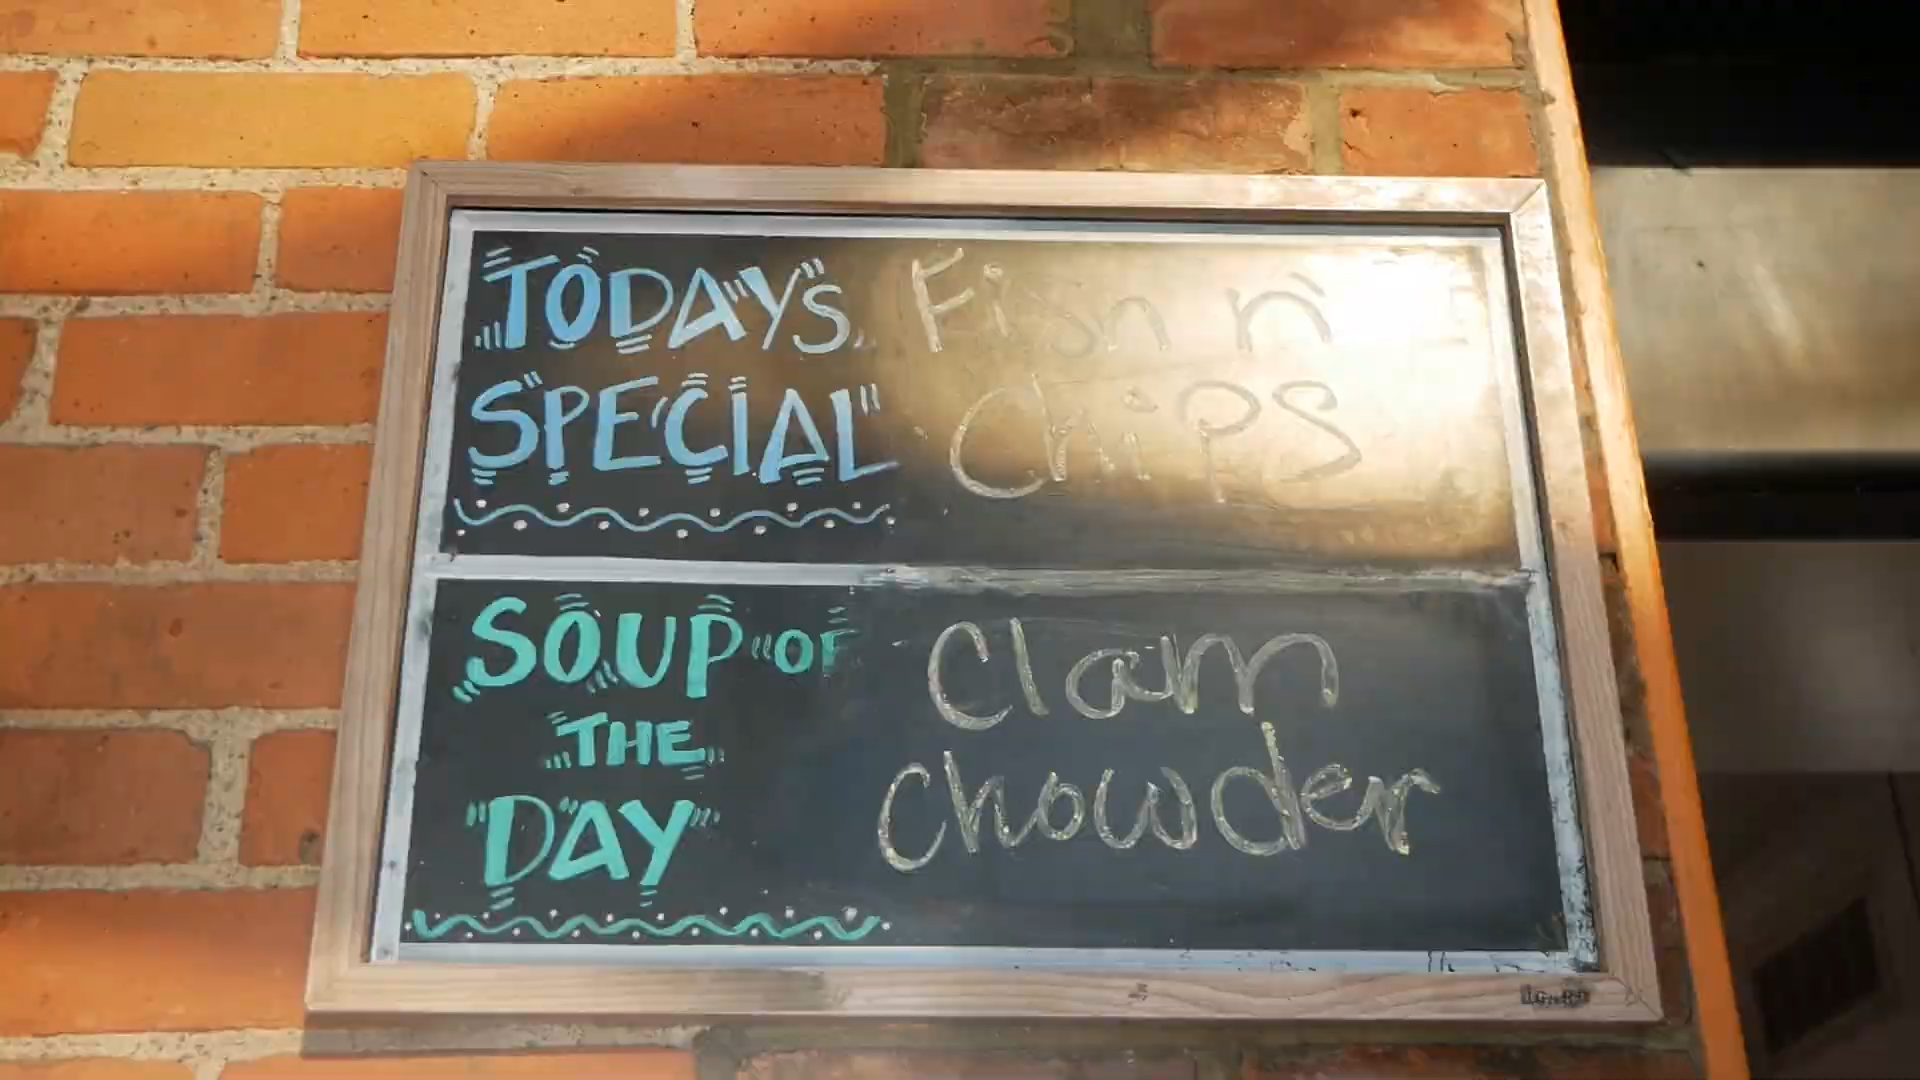 TODAY'S Fish n
SPECIAL Chips
SOUP OF Clam
THE
DAY chowder